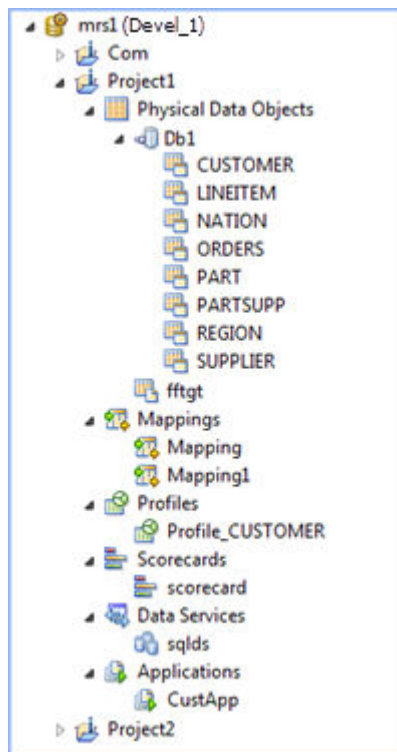 mrs1 (Devel_1)
Com
Project1
Physical Data Objects
Db1
CUSTOMER
LINEITEM
NATION
ORDERS
PART
PARTSUPP
REGION
SUPPLIER
fftgt
Mappings
Mapping
Mapping1
Profiles
Profile_CUSTOMER
Scorecards
scorecard
Data Services
sqlds
Applications
CustApp
Project2